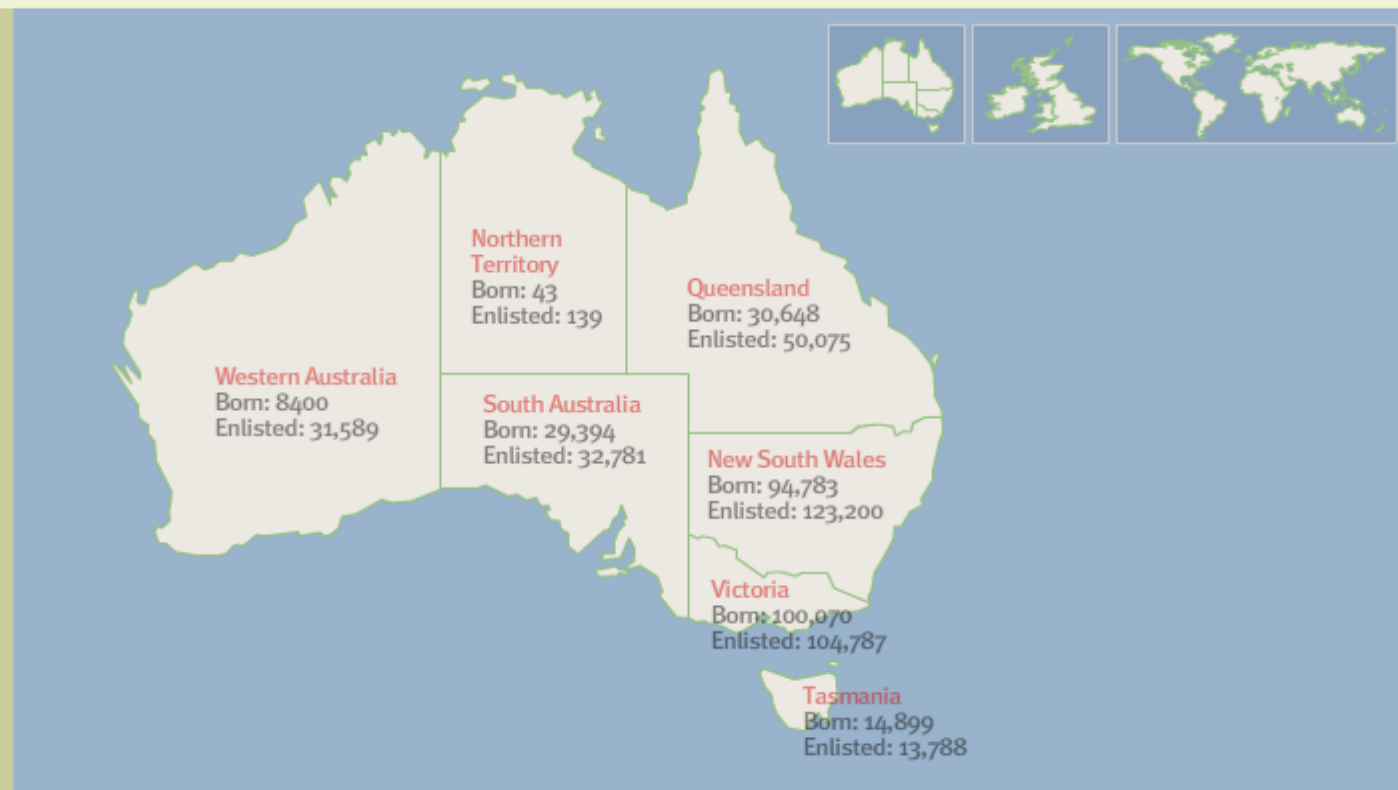 Northern
Territory
Born: 43
Enlisted: 139
Queensland
Born: 30,648
Enlisted: 50,075
Western Australia
Born: 8400
Enlisted: 31,589
South Australia
Born: 29,394
Enlisted: 32,781
New South Wales
Born: 94,783
Enlisted: 123,200
Victoria
Born: 100,070
Enlisted: 104,787
Tasmania
Born: 14,899
Enlisted: 13,788